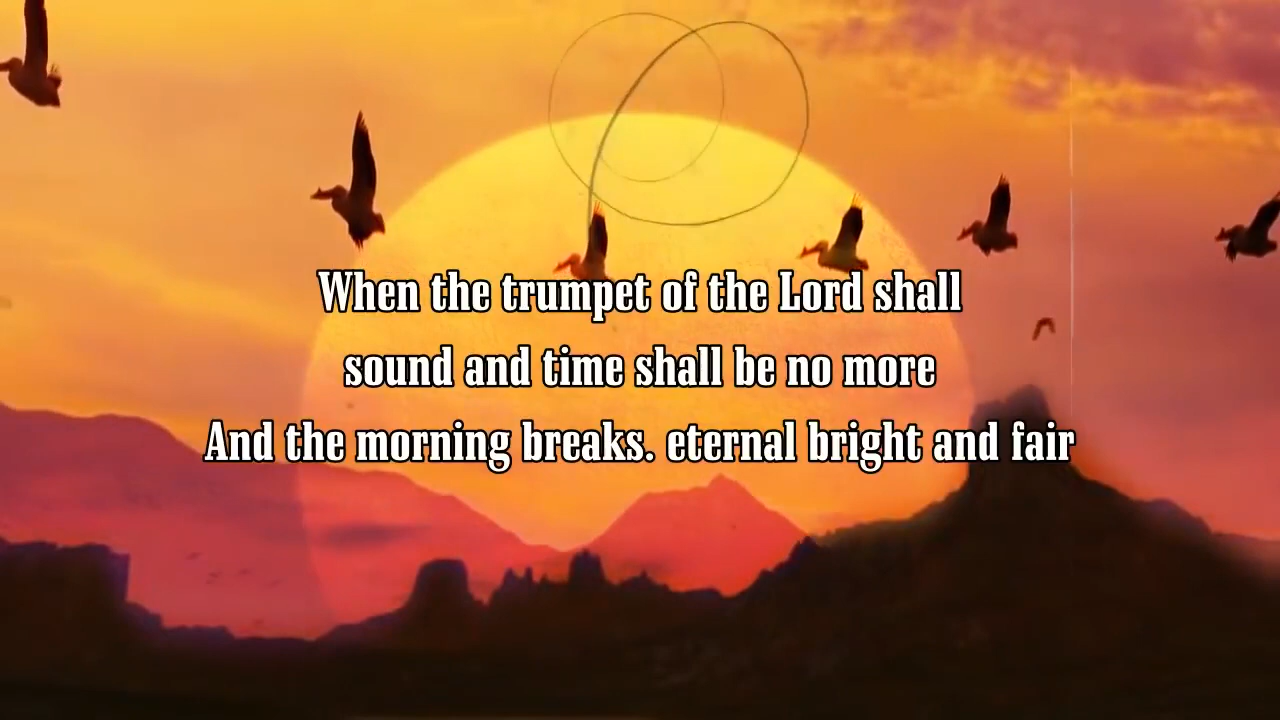 When the trumpet of the Lord shall
sound and time shall be no more
And the morning breaks. eternal bright and fair